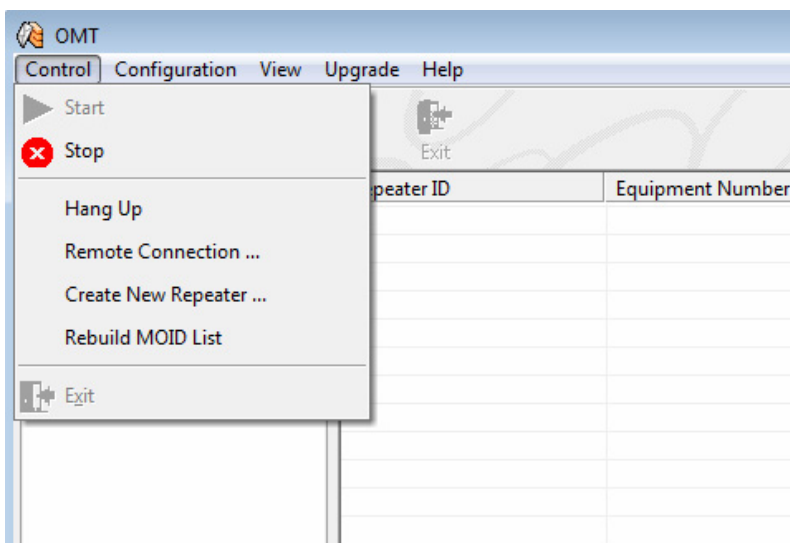 OMT
Control Configuration View Upgrade Help
Start
Stop
Exit
Hang Up
Remote Connection ...
Create New Repeater ...
Rebuild MOID List
Exit
peater ID Equipment Number